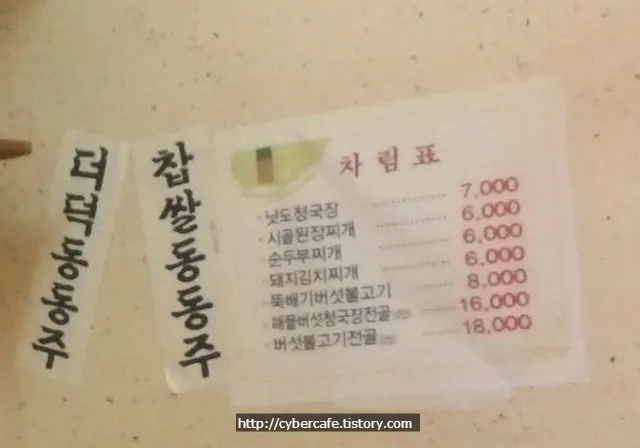 더덕동동주
찹쌀동동주
차림표
·낫도청국장 7,000
·시골된장찌개 6,000
·순두부찌개 6,000
·돼지김치찌개 6,000
·뚝배기버섯불고기 8,000
·해물버섯청국장전골 16,000
·버섯불고기전골 18,000
http://cybercafe.tistory.com